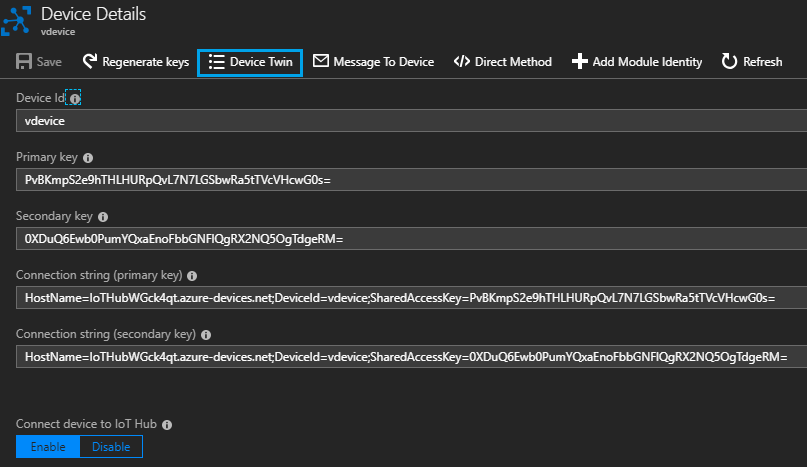 Device Details
vdevice
Save Regenerate keys Device Twin Message To Device Direct Method Add Module Identity Refresh
Device Id
vdevice
Primary key
PvBKmpS2e9hTHLHURpQvL7N7LGSbwRa5tTVcVHcwG0s=
Secondary key
0XDuQ6Ewb0PumYQxaEnoFbbGNFlQgRX2NQ5OgTdgeRM=
Connection string (primary key)
HostName=IoTHubWGck4qt.azure-devices.net;DeviceId=vdevice;SharedAccessKey=PvBKmpS2e9hTHLHURpQvL7N7LGSbwRa5tTVcVHcwG0s=
Connection string (secondary key)
HostName=IoTHubWGck4qt.azure-devices.net;DeviceId=vdevice;SharedAccessKey=0XDuQ6Ewb0PumYQxaEnoFbbGNFlQgRX2NQ5OgTdgeRM=
Connect device to IoT Hub
Enable Disable